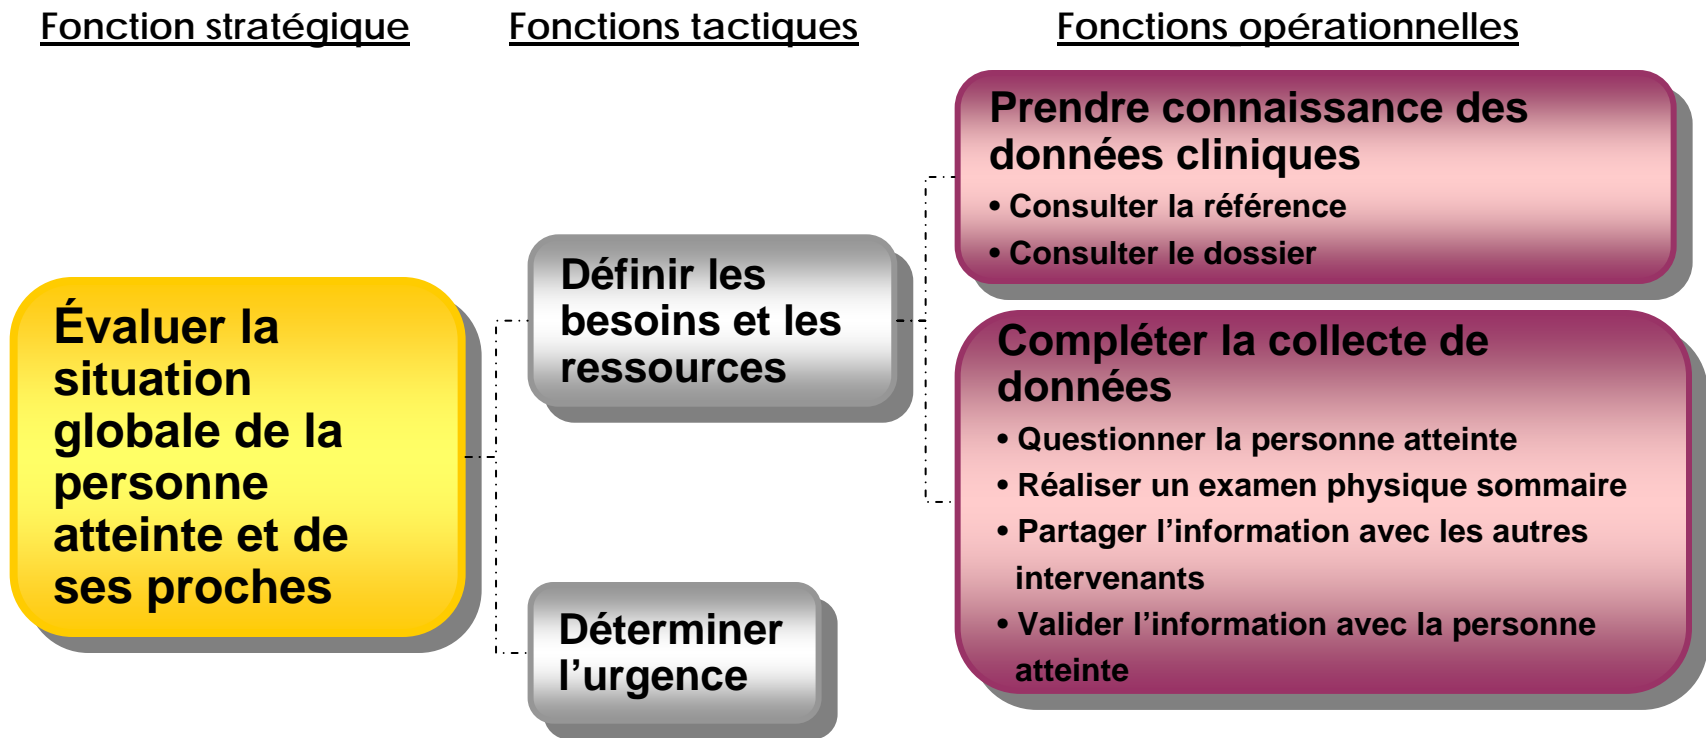 Fonction stratégique
Fonctions tactiques
Fonctions opérationnelles
Évaluer la
situation
globale de la
personne
atteinte et de
ses proches
Définir les
besoins et les
ressources
Déterminer
l’urgence
Prendre connaissance des
données cliniques
• Consulter la référence
• Consulter le dossier
Compléter la collecte de
données
• Questionner la personne atteinte
• Réaliser un examen physique sommaire
• Partager l’information avec les autres
intervenants
• Valider l’information avec la personne
atteinte